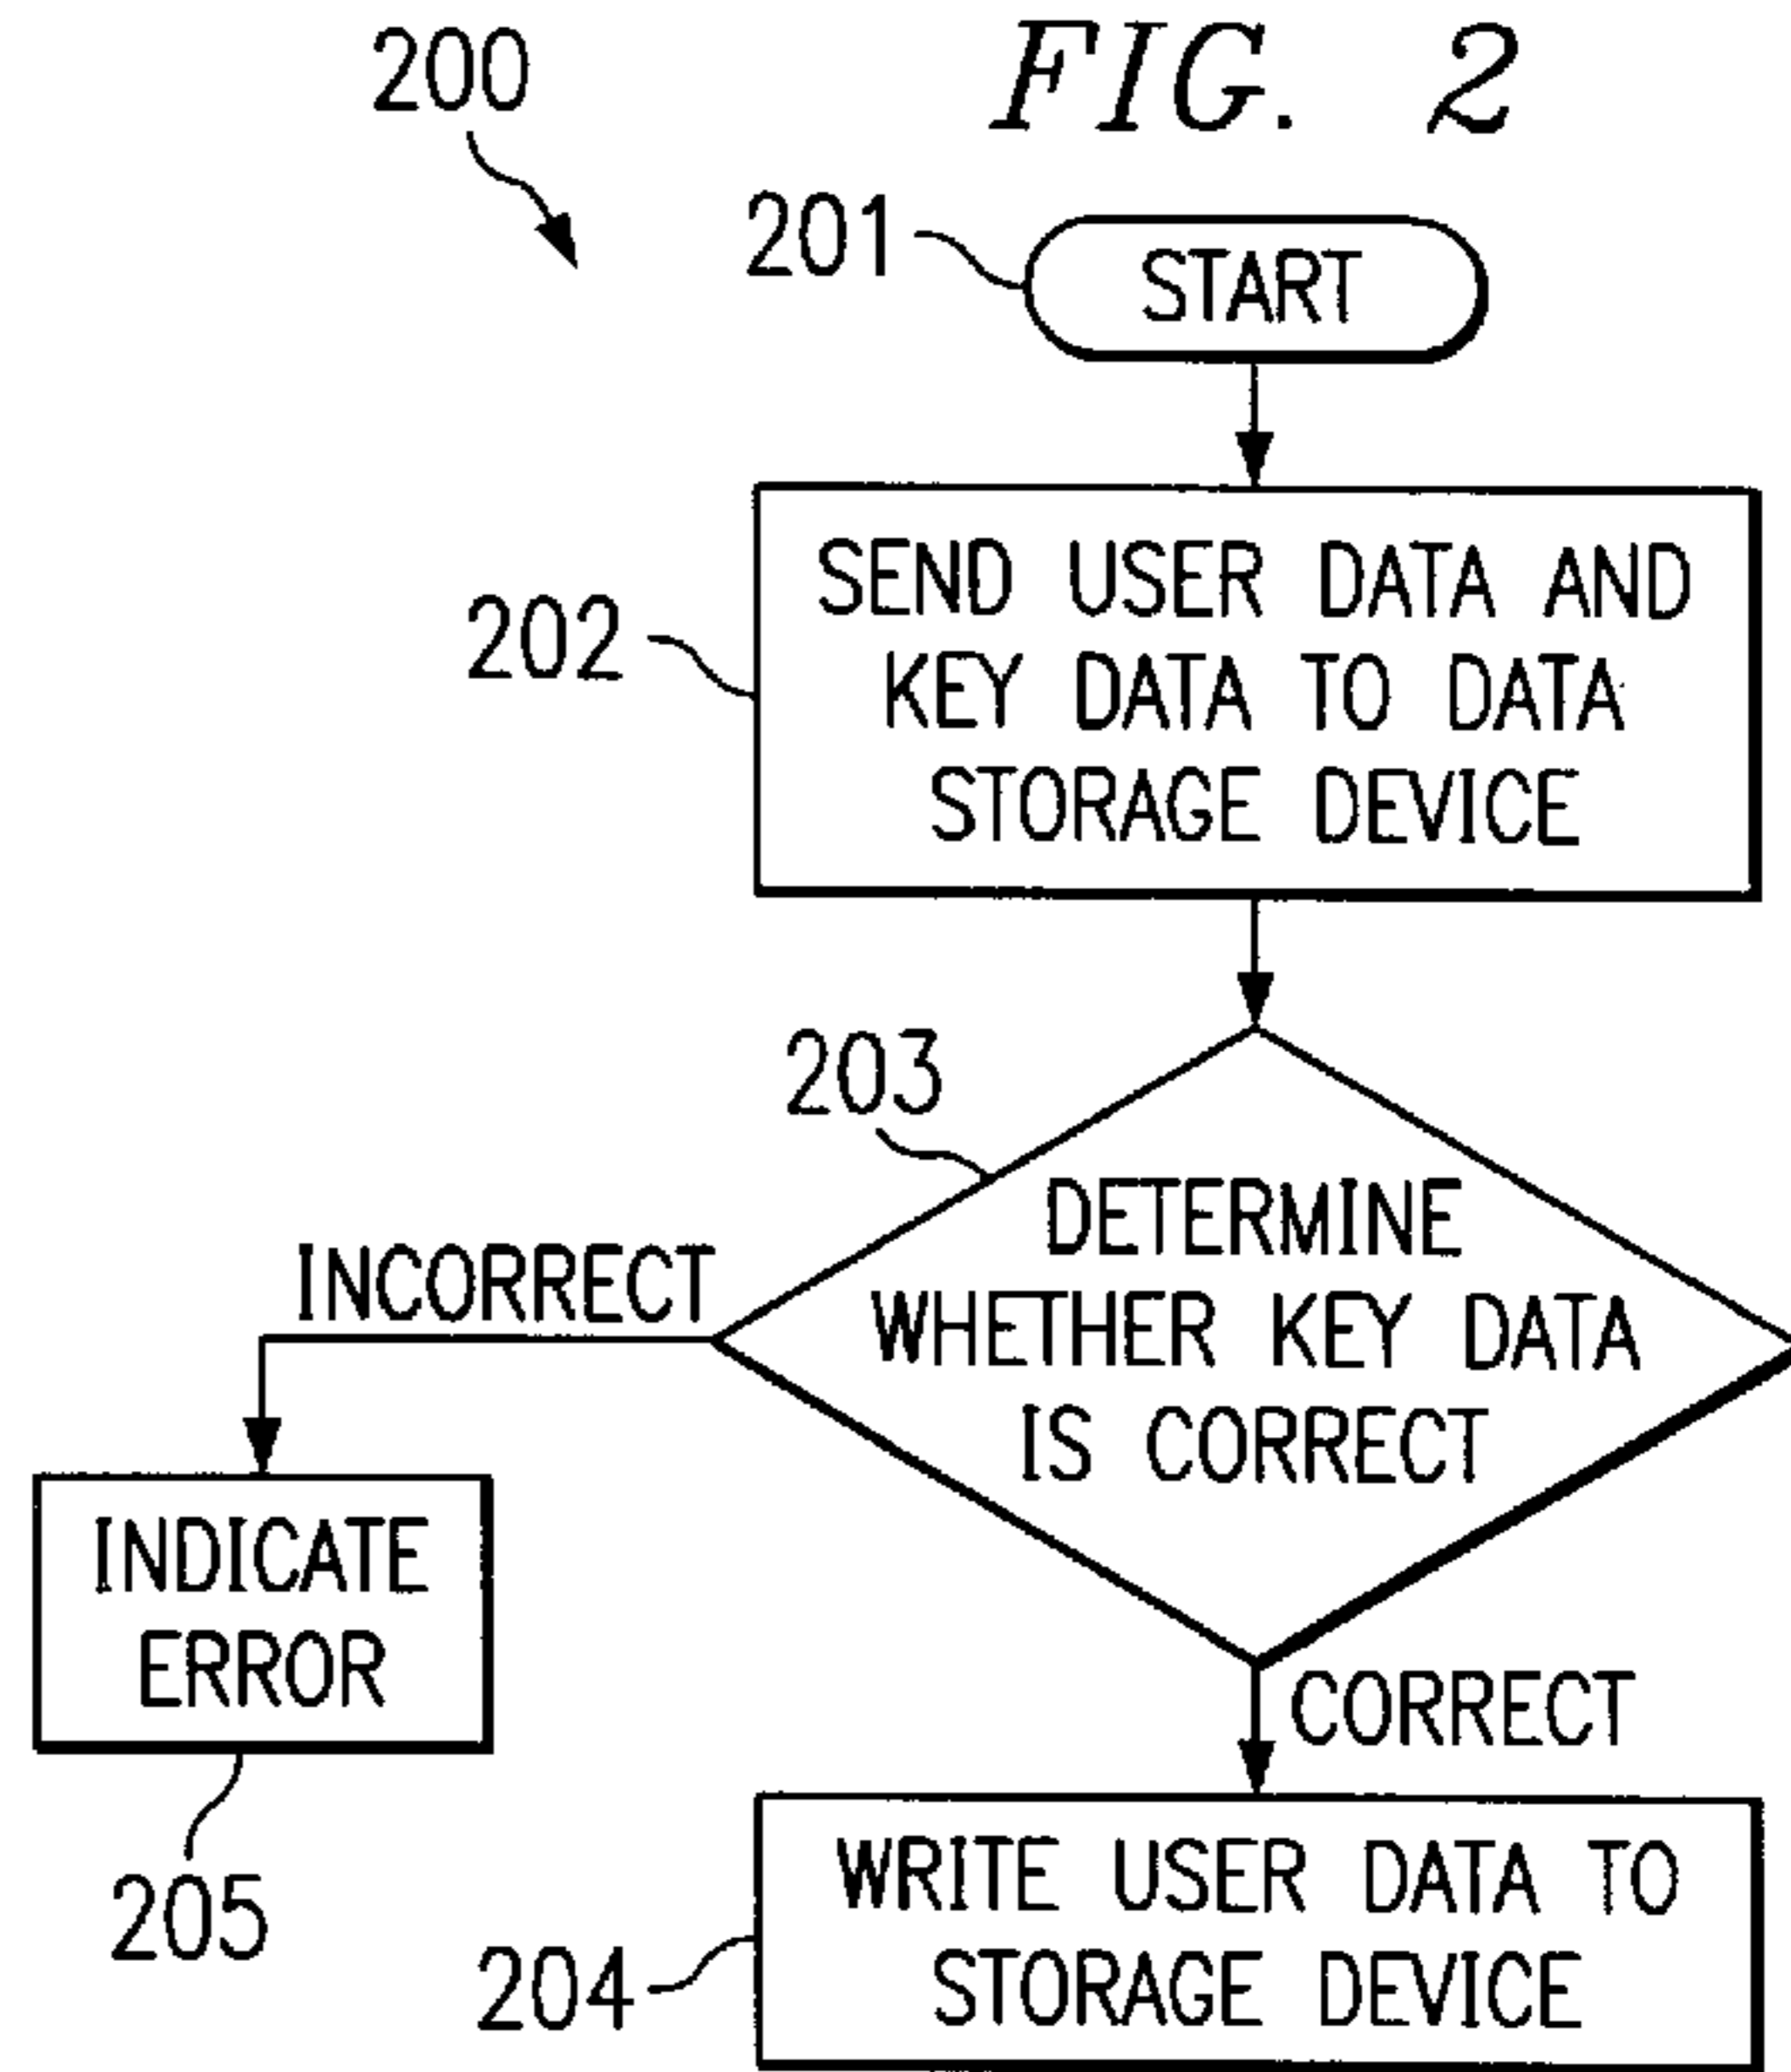 FIG. 2
200
201
START
202
SEND USER DATA AND
KEY DATA TO DATA
STORAGE DEVICE
203
DETERMINE
WHETHER KEY DATA
IS CORRECT
INCORRECT
INDICATE
ERROR
205
CORRECT
204
WRITE USER DATA TO
STORAGE DEVICE